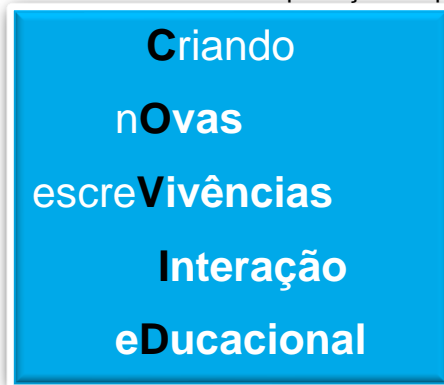 Criando
nOvas
escreVivências
Interação
eDucacional